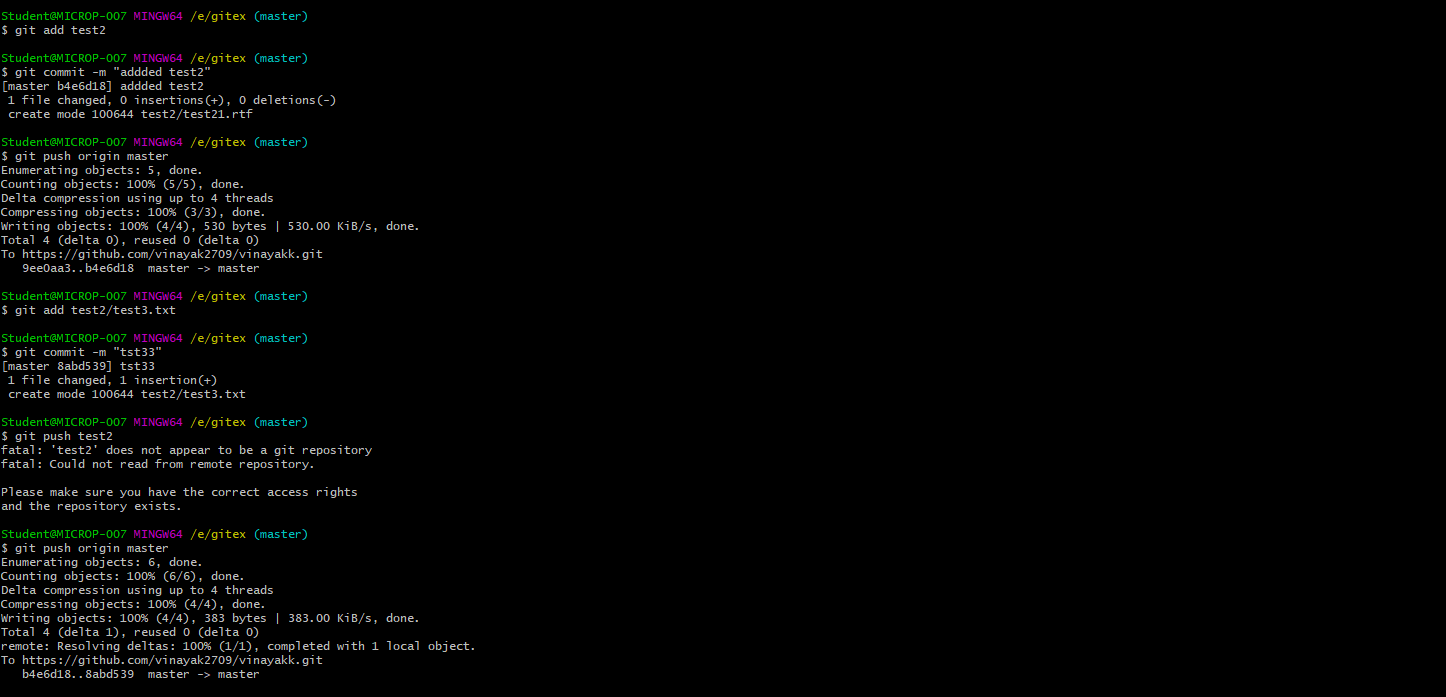 Student@MICROP-007 MINGW64 /e/gitex (master)
$ git add test2
Student@MICROP-007 MINGW64 /e/gitex (master)
$ git commit -m "addded test2"
[master b4e6d18] addded test2
 1 file changed, 0 insertions(+), 0 deletions(-)
 create mode 100644 test2/test21.rtf
Student@MICROP-007 MINGW64 /e/gitex (master)
$ git push origin master
Enumerating objects: 5, done.
Counting objects: 100% (5/5), done.
Delta compression using up to 4 threads
Compressing objects: 100% (3/3), done.
Writing objects: 100% (4/4), 530 bytes | 530.00 KiB/s, done.
Total 4 (delta 0), reused 0 (delta 0)
To https://github.com/vinayak2709/vinayakk.git
   9ee0aa3..b4e6d18  master -> master
Student@MICROP-007 MINGW64 /e/gitex (master)
$ git add test2/test3.txt
Student@MICROP-007 MINGW64 /e/gitex (master)
$ git commit -m "tst33"
[master 8abd539] tst33
 1 file changed, 1 insertion(+)
 create mode 100644 test2/test3.txt
Student@MICROP-007 MINGW64 /e/gitex (master)
$ git push test2
fatal: 'test2' does not appear to be a git repository
fatal: Could not read from remote repository.
Please make sure you have the correct access rights
and the repository exists.
Student@MICROP-007 MINGW64 /e/gitex (master)
$ git push origin master
Enumerating objects: 6, done.
Counting objects: 100% (6/6), done.
Delta compression using up to 4 threads
Compressing objects: 100% (4/4), done.
Writing objects: 100% (4/4), 383 bytes | 383.00 KiB/s, done.
Total 4 (delta 1), reused 0 (delta 0)
remote: Resolving deltas: 100% (1/1), completed with 1 local object.
To https://github.com/vinayak2709/vinayakk.git
   b4e6d18..8abd539  master -> master